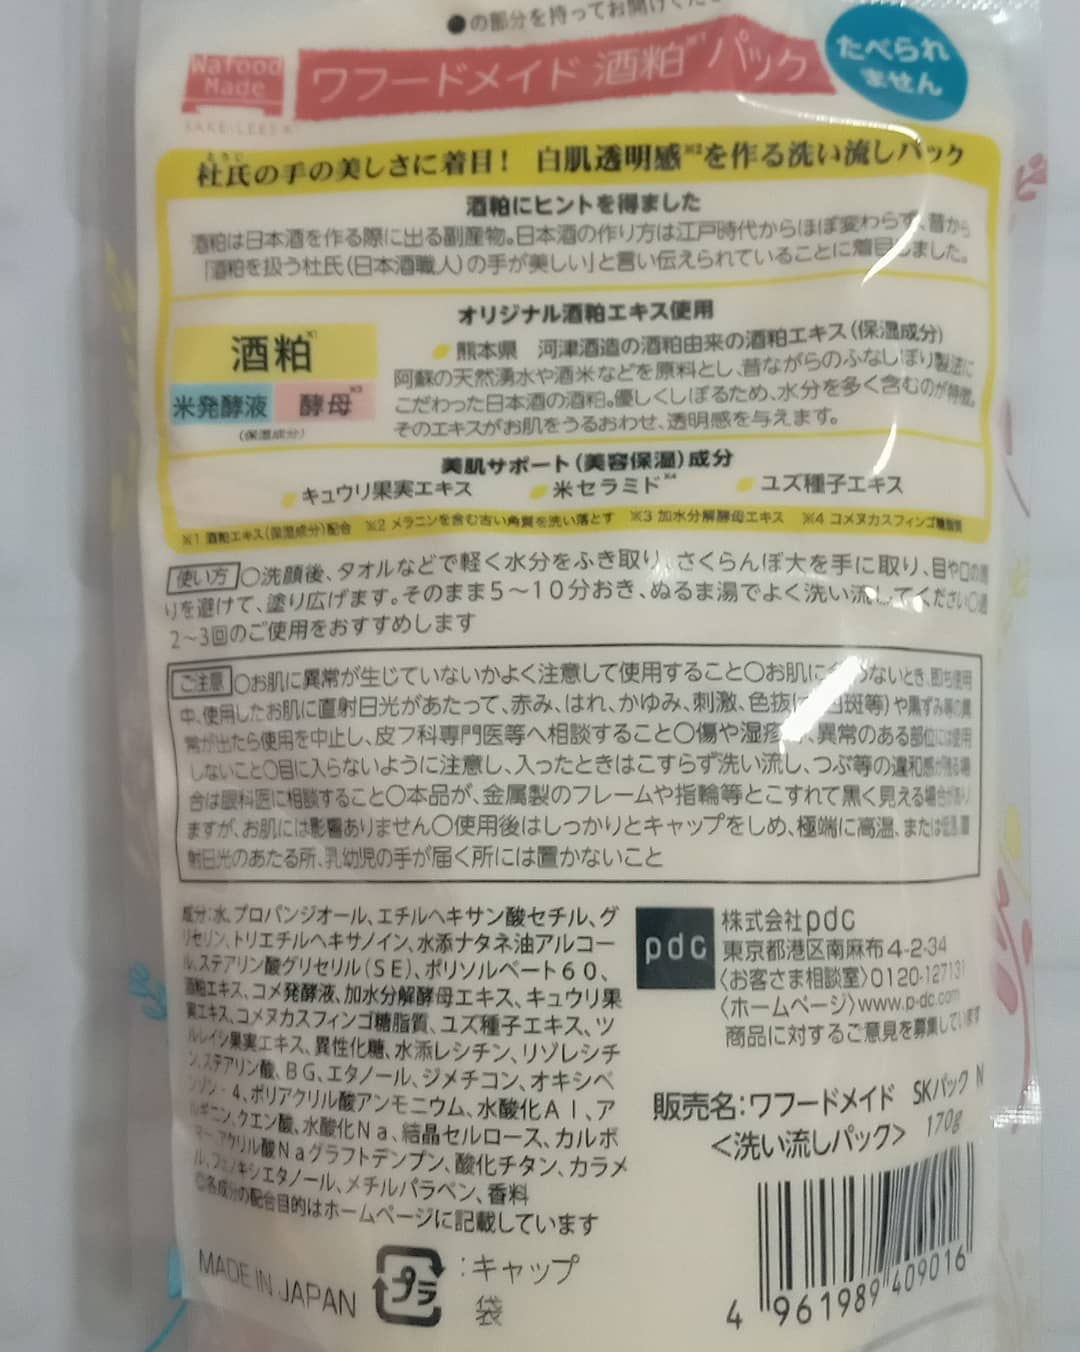 ●の部分を持ってお開けくださ
Wafood
Made
SAKE-LEES
ワフードメイド 酒粕※1パック
たべられ
ません
とうじ
杜氏の手の美しさに着目！ 白肌透明感※2を作る洗い流しパック
酒粕にヒントを得ました
酒粕は日本酒を作る際に出る副産物。日本酒の作り方は江戸時代からほぼ変わらず、昔から
「酒粕を扱う杜氏(日本酒職人)の手が美しい」と言い伝えられていることに着目しました。
オリジナル酒粕エキス使用
酒粕※1
米発酵液 酵母※3
(保湿成分)
熊本県 河津酒造の酒粕由来の酒粕エキス(保湿成分)
阿蘇の天然湧水や酒米などを原料とし、昔ながらのふなしぼり製法に
こだわった日本酒の酒粕。優しくしぼるため、水分を多く含むのが特徴。
そのエキスがお肌をうるおわせ、透明感を与えます。
美肌サポート(美容保湿)成分
キュウリ果実エキス 米セラミド※4 ユズ種子エキス
※1 酒粕エキス(保湿成分)配合 ※2 メラニンを含む古い角質を洗い落とす ※3 加水分解酵母エキス ※4 コメヌカスフィンゴ糖脂質
使い方 〇洗顔後、タオルなどで軽く水分をふき取り、さくらんぼ大を手に取り、目や口の周
りを避けて、塗り広げます。そのまま5～10分おき、ぬるま湯でよく洗い流してください〇週
2～3回のご使用をおすすめします
ご注意 〇お肌に異常が生じていないかよく注意して使用すること〇お肌に合わないとき、即ち使用
中、使用したお肌に直射日光があたって、赤み、はれ、かゆみ、刺激、色抜け(白斑等)や黒ずみ等の異
常が出たら使用を中止し、皮フ科専門医等へ相談すること〇傷や湿疹等、異常のある部位には使用
しないこと〇目に入らないように注意し、入ったときはこすらず洗い流し、つぶ等の違和感が残る場
合は眼科医に相談すること〇本品が、金属製のフレームや指輪等とこすれて黒く見える場合があり
ますが、お肌には影響ありません〇使用後はしっかりとキャップをしめ、極端に高温、または低温、直
射日光のあたる所、乳幼児の手が届く所には置かないこと
成分:水、プロパンジオール、エチルヘキサン酸セチル、グ
リセリン、トリエチルヘキサノイン、水添ナタネ油アルコー
ル、ステアリン酸グリセリル(SE)、ポリソルベート60、
酒粕エキス、コメ発酵液、加水分解酵母エキス、キュウリ果
実エキス、コメヌカスフィンゴ糖脂質、ユズ種子エキス、ツ
ルレイシ果実エキス、異性化糖、水添レシチン、リゾレシチ
ン、ステアリン酸、BG、エタノール、ジメチコン、オキシベ
ンゾン-4、ポリアクリル酸アンモニウム、水酸化Al、ア
ルギニン、クエン酸、水酸化Na、結晶セルロース、カルボ
マー、アクリル酸Naグラフトデンプン、酸化チタン、カラメ
ル、フェノキシエタノール、メチルパラベン、香料
◎各成分の配合目的はホームページに記載しています
pdc
株式会社pdc
東京都港区南麻布4-2-34
〈お客さま相談室〉0120-127131
〈ホームページ〉www.p-dc.com
商品に対するご意見を募集しています
販売名:ワフードメイド SKパック N
<洗い流しパック> 170g
MADE IN JAPAN
プラ
:キャップ
袋
4 961989 409016